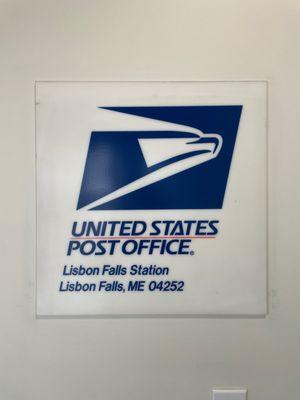 UNITED STATES
POST OFFICE®
Lisbon Falls Station
Lisbon Falls, ME 04252